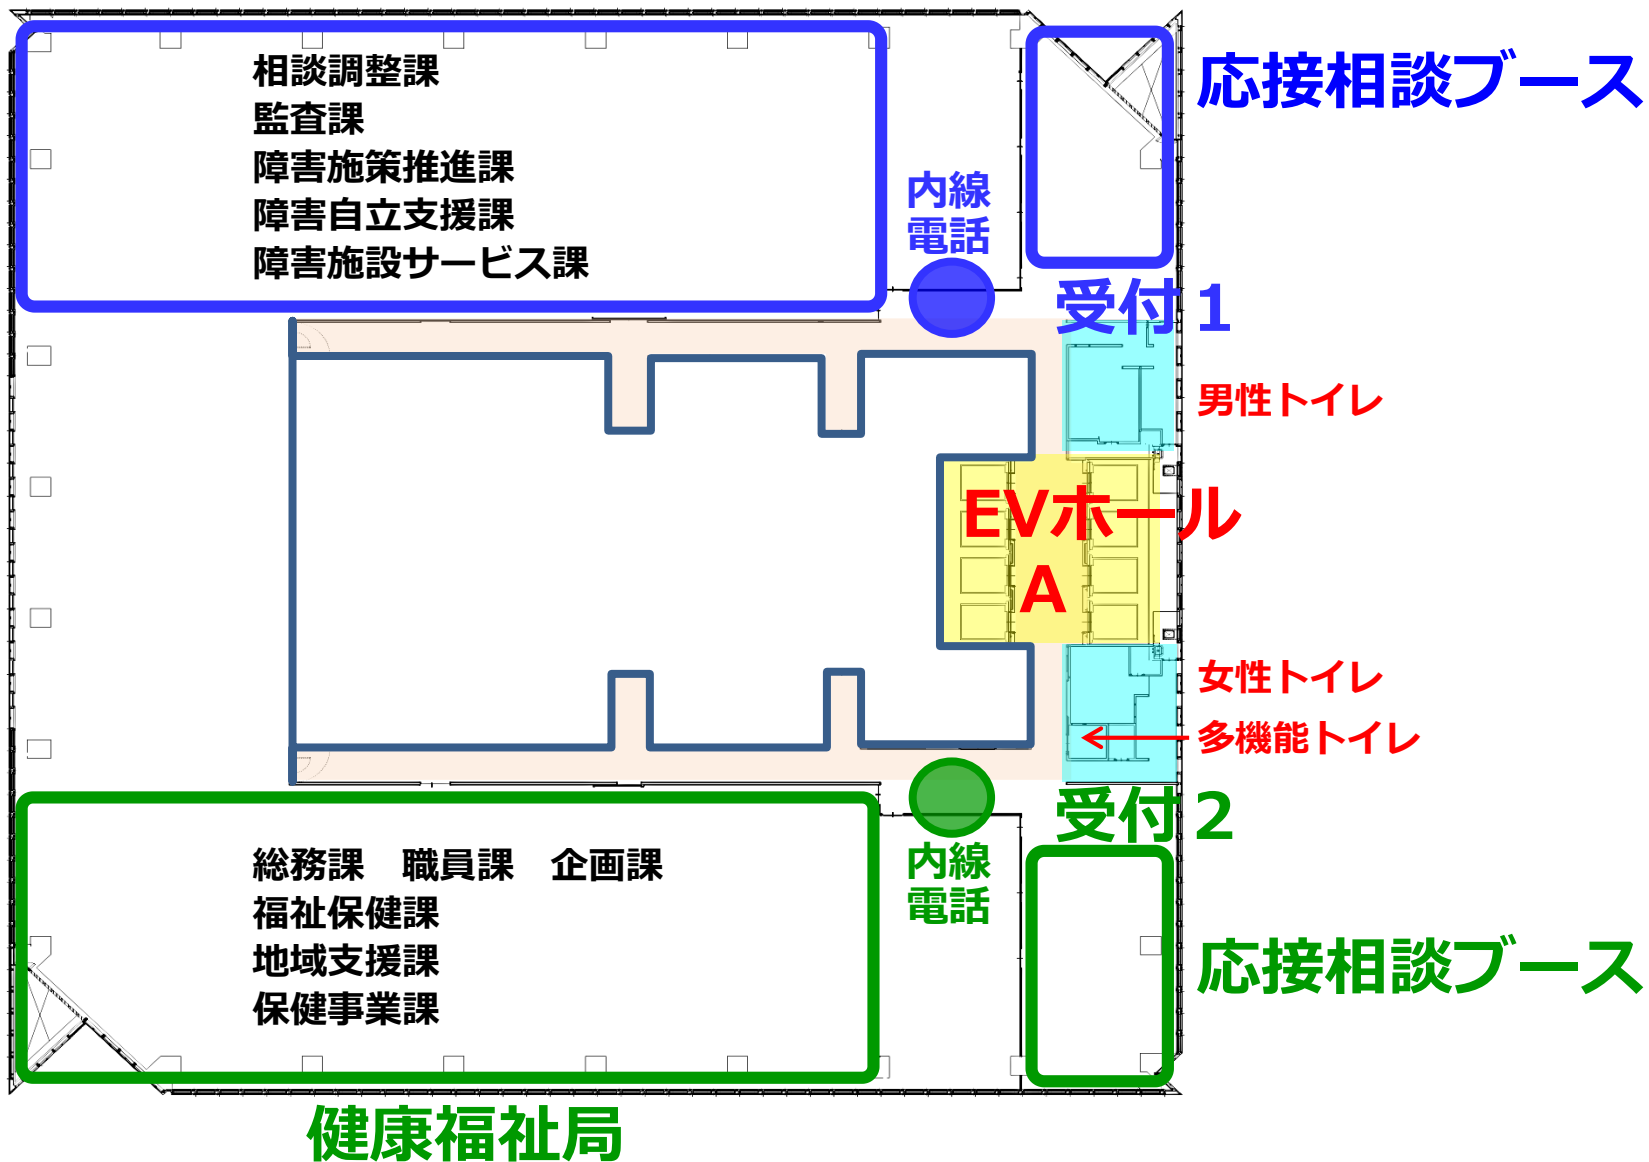 相談調整課
監査課
障害施策推進課
障害自立支援課
障害施設サービス課
内線
電話
応接相談ブース
受付１
男性トイレ
EVホール
A
女性トイレ
多機能トイレ
受付２
総務課　職員課　企画課
福祉保健課
地域支援課
保健事業課
内線
電話
応接相談ブース
健康福祉局